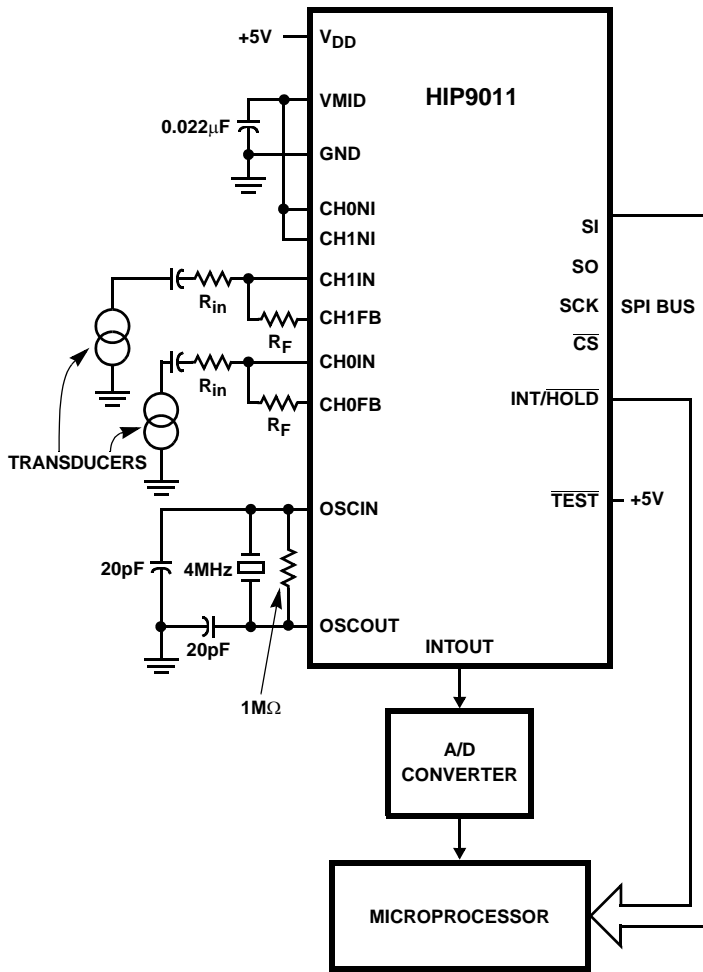 +5V
VDD
HIP9011
VMID
0.022μF
GND
CH0NI
CH1NI
SI
SO
CH1IN
Rin
SCK
SPI BUS
CH1FB
RF
CS
CH0IN
Rin
INT/HOLD
CH0FB
RF
TRANSDUCERS
OSCIN
TEST
+5V
20pF
4MHz
OSCOUT
20pF
INTOUT
1MΩ
A/D
CONVERTER
MICROPROCESSOR